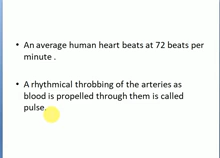 • An average human heart beats at 72 beats per
minute .
• A rhythmical throbbing of the arteries as
blood is propelled through them is called
pulse.